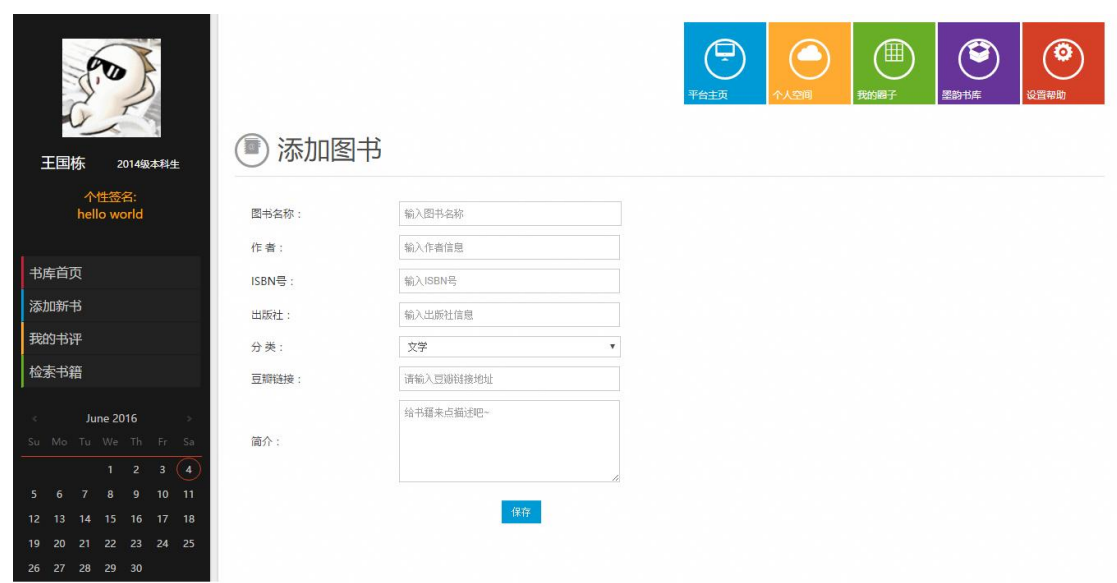 平台主页
个人空间
我的圈子
墨韵书库
设置帮助
王国栋 2014级本科生
个性签名:
hello world
书库首页
添加新书
我的书评
检索书籍
< June 2016 >
Su Mo Tu We Th Fr Sa
1 2 3 4
5 6 7 8 9 10 11
12 13 14 15 16 17 18
19 20 21 22 23 24 25
26 27 28 29 30
添加图书
图书名称： 输入图书名称
作 者： 输入作者信息
ISBN号： 输入ISBN号
出版社： 输入出版社信息
分 类： 文学
豆瓣链接： 请输入豆瓣链接地址
简介： 给书籍来点描述吧~
保存